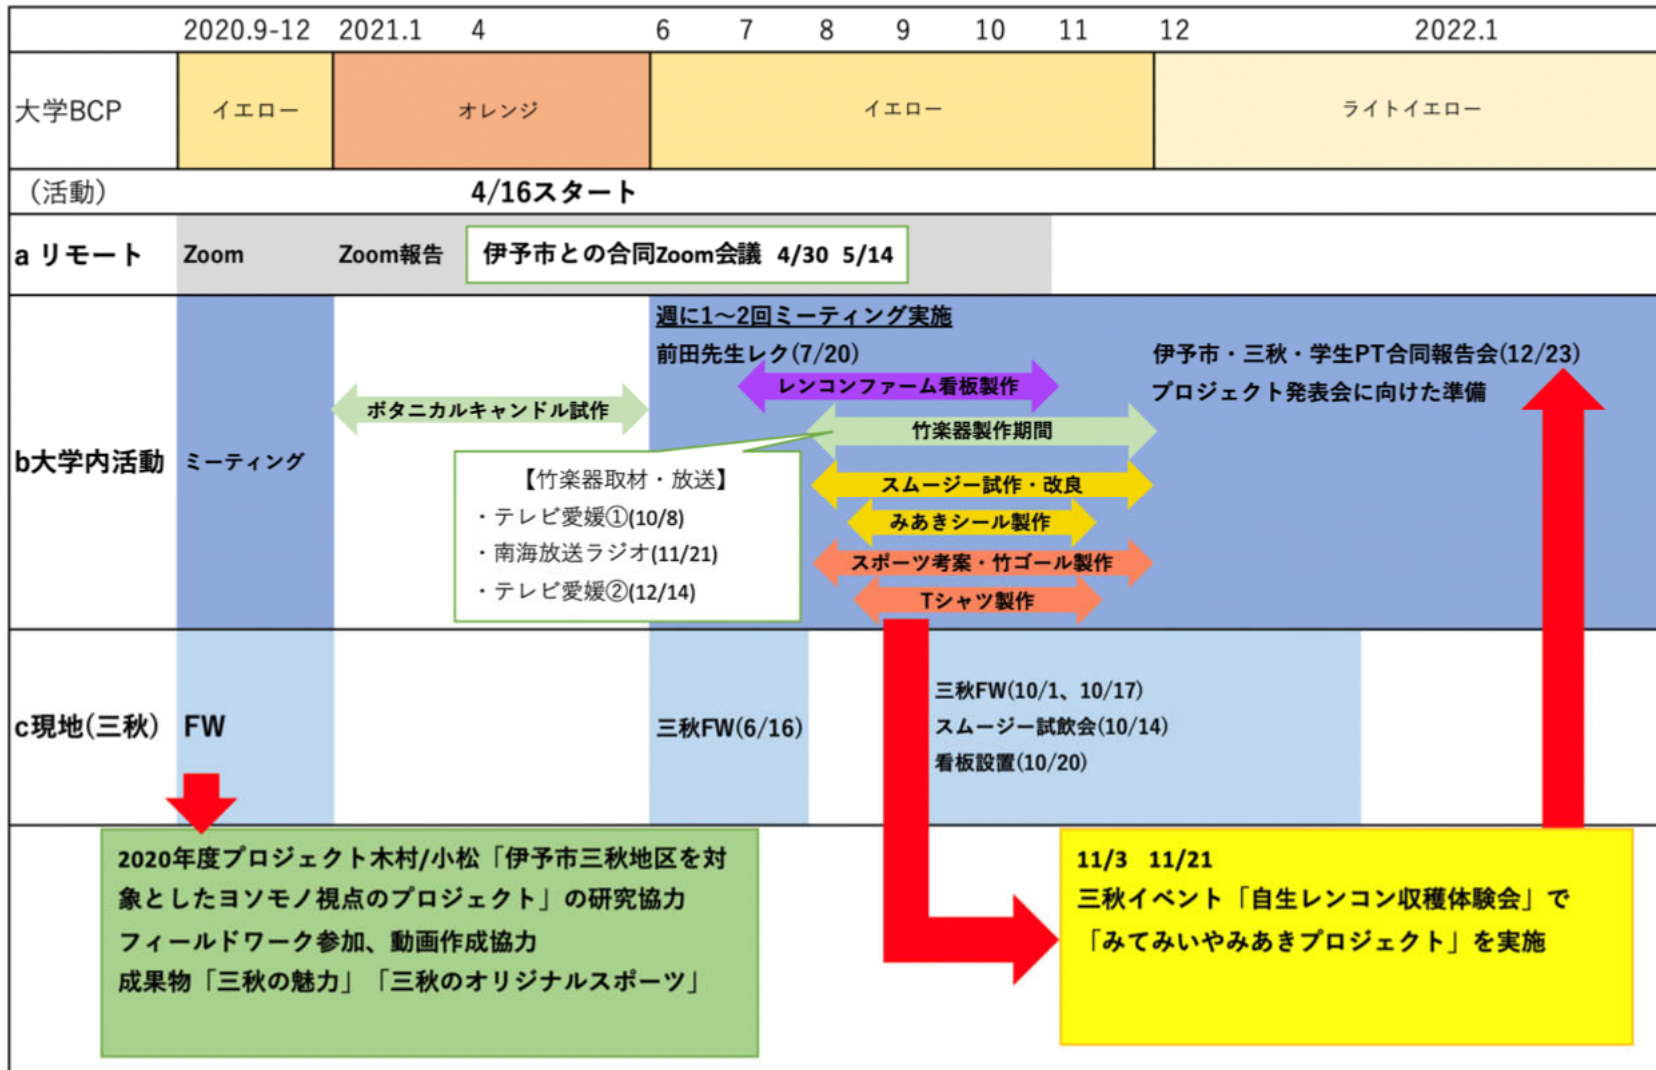 2020.9-12 2021.1 4 6 7 8 9 10 11 12 2022.1
大学BCP イエロー オレンジ イエロー ライトイエロー
（活動） 4/16スタート
a リモート Zoom Zoom報告 伊予市との合同Zoom会議 4/30 5/14
b大学内活動
ミーティング
ボタニカルキャンドル試作
週に1～2回ミーティング実施
前田先生レク(7/20)
レンコンファーム看板製作
竹楽器製作期間
スムージー試作・改良
みあきシール製作
スポーツ考案・竹ゴール製作
Tシャツ製作
【竹楽器取材・放送】
・テレビ愛媛①(10/8)
・南海放送ラジオ(11/21)
・テレビ愛媛②(12/14)
伊予市・三秋・学生PT合同報告会(12/23)
プロジェクト発表会に向けた準備
c現地(三秋) FW
三秋FW(6/16)
三秋FW(10/1、10/17)
スムージー試飲会(10/14)
看板設置(10/20)
2020年度プロジェクト木村/小松「伊予市三秋地区を対
象としたヨソモノ視点のプロジェクト」の研究協力
フィールドワーク参加、動画作成協力
成果物「三秋の魅力」「三秋のオリジナルスポーツ」
11/3 11/21
三秋イベント「自生レンコン収穫体験会」で
「みてみいやみあきプロジェクト」を実施